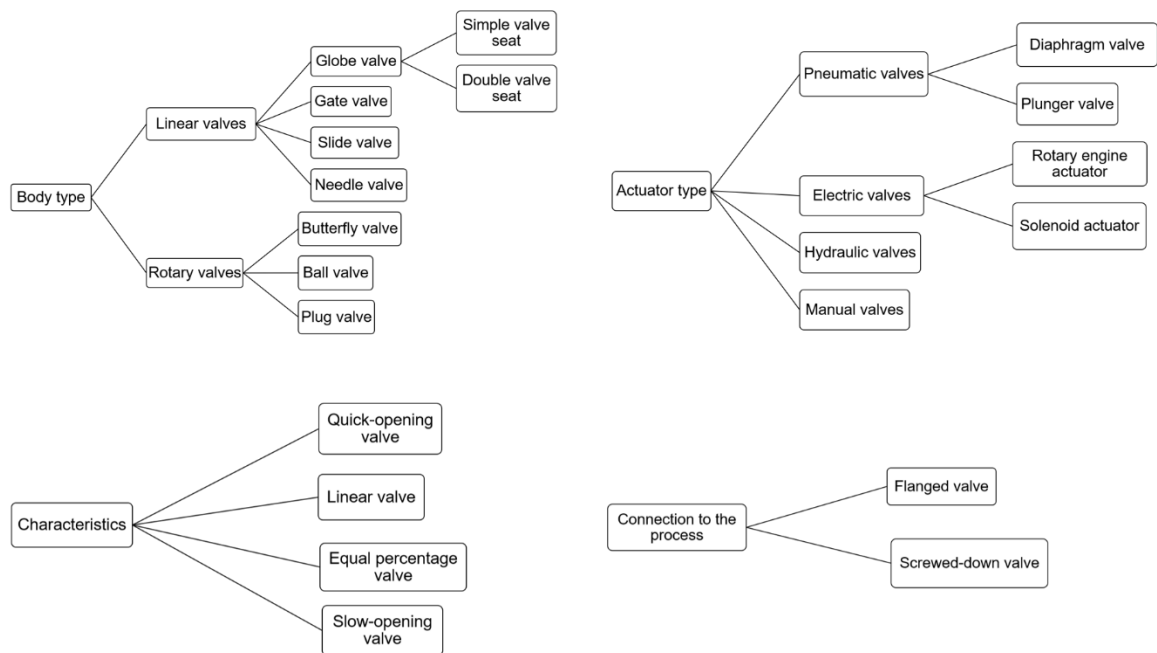 Body type
Linear valves
Globe valve
Simple valve
seat
Double valve
seat
Gate valve
Slide valve
Needle valve
Rotary valves
Butterfly valve
Ball valve
Plug valve
Actuator type
Pneumatic valves
Diaphragm valve
Plunger valve
Electric valves
Rotary engine
actuator
Solenoid actuator
Hydraulic valves
Manual valves
Characteristics
Quick-opening
valve
Linear valve
Equal percentage
valve
Slow-opening
valve
Connection to the
process
Flanged valve
Screwed-down valve